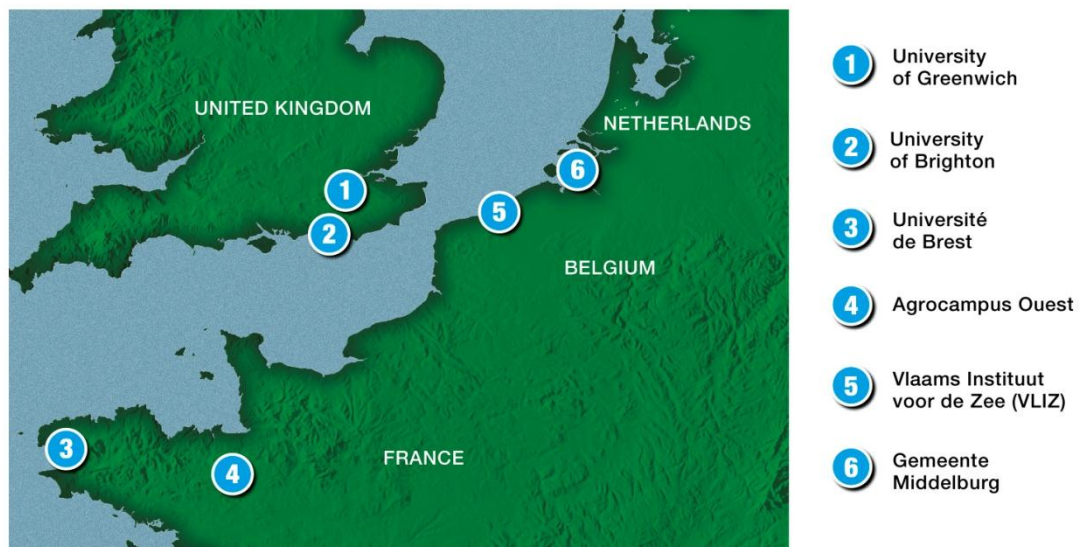 UNITED KINGDOM
NETHERLANDS
BELGIUM
FRANCE
1
2
3
4
5
6
1 University
of Greenwich
2 University
of Brighton
3 Université
de Brest
4 Agrocampus Ouest
5 Vlaams Instituut
voor de Zee (VLIZ)
6 Gemeente
Middelburg